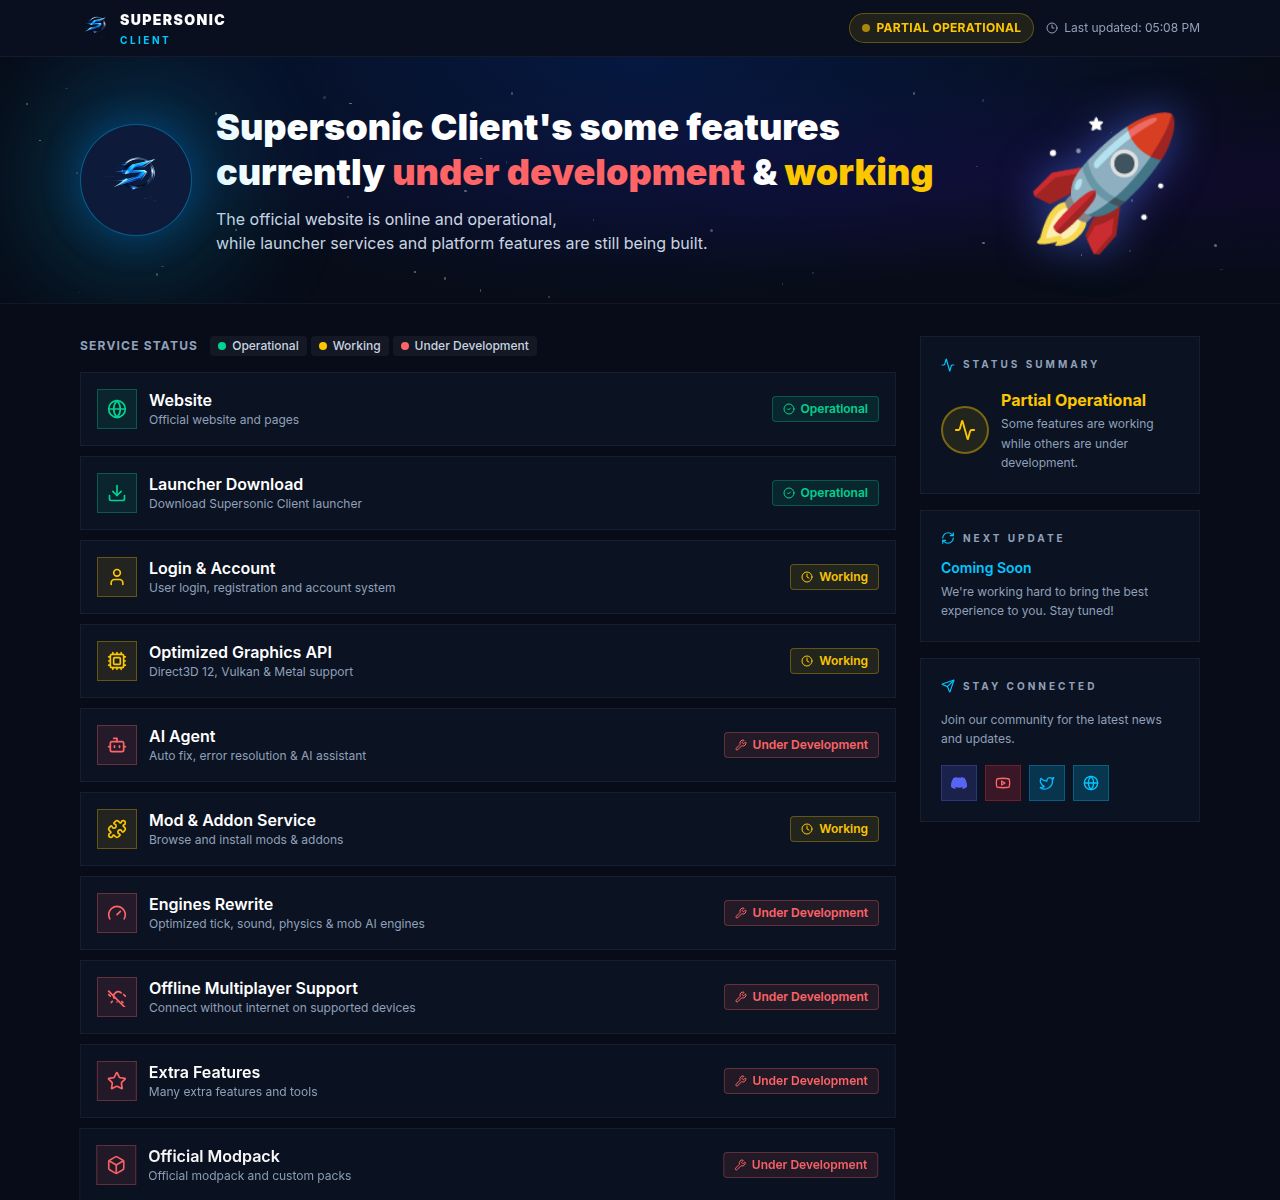 SUPERSONIC
CLIENT
PARTIAL OPERATIONAL
Last updated: 05:08 PM
Supersonic Client's some features
currently under development & working
The official website is online and operational,
while launcher services and platform features are still being built.
SERVICE STATUS
Operational
Working
Under Development
Website
Official website and pages
Operational
Launcher Download
Download Supersonic Client launcher
Operational
Login & Account
User login, registration and account system
Working
Optimized Graphics API
Direct3D 12, Vulkan & Metal support
Working
AI Agent
Auto fix, error resolution & AI assistant
Under Development
Mod & Addon Service
Browse and install mods & addons
Working
Engines Rewrite
Optimized tick, sound, physics & mob AI engines
Under Development
Offline Multiplayer Support
Connect without internet on supported devices
Under Development
Extra Features
Many extra features and tools
Under Development
Official Modpack
Official modpack and custom packs
Under Development
STATUS SUMMARY
Partial Operational
Some features are working
while others are under
development.
NEXT UPDATE
Coming Soon
We're working hard to bring the best
experience to you. Stay tuned!
STAY CONNECTED
Join our community for the latest news
and updates.